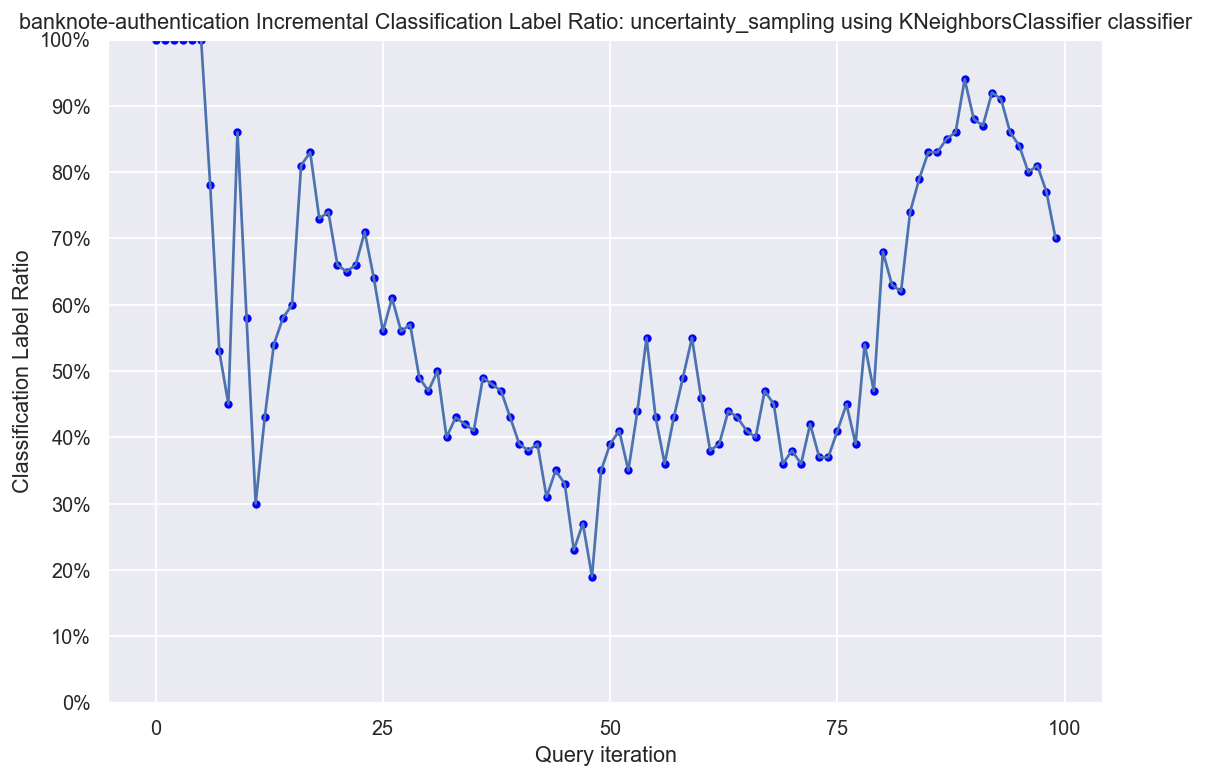 banknote-authentication Incremental Classification Label Ratio: uncertainty_sampling using KNeighborsClassifier classifier
100%
90%
80%
70%
60%
50%
40%
30%
20%
10%
0%
Classification Label Ratio
0 25 50 75 100
Query iteration